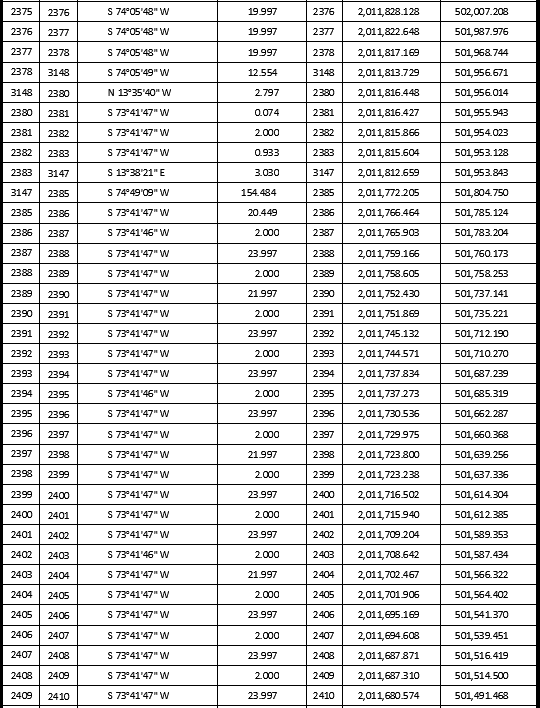 2375 2376 S 74°05'48" W 19.997 2376 2,011,828.128 502,007.208
2376 2377 S 74°05'48" W 19.997 2377 2,011,822.648 501,987.976
2377 2378 S 74°05'48" W 19.997 2378 2,011,817.169 501,968.744
2378 3148 S 74°05'49" W 12.554 3148 2,011,813.729 501,956.671
3148 2380 N 13°35'40" W 2.797 2380 2,011,816.448 501,956.014
2380 2381 S 73°41'47" W 0.074 2381 2,011,816.427 501,955.943
2381 2382 S 73°41'47" W 2.000 2382 2,011,815.866 501,954.023
2382 2383 S 73°41'47" W 0.933 2383 2,011,815.604 501,953.128
2383 3147 S 13°38'21" E 3.030 3147 2,011,812.659 501,953.843
3147 2385 S 74°49'09" W 154.484 2385 2,011,772.205 501,804.750
2385 2386 S 73°41'47" W 20.449 2386 2,011,766.464 501,785.124
2386 2387 S 73°41'46" W 2.000 2387 2,011,765.903 501,783.204
2387 2388 S 73°41'47" W 23.997 2388 2,011,759.166 501,760.173
2388 2389 S 73°41'47" W 2.000 2389 2,011,758.605 501,758.253
2389 2390 S 73°41'47" W 21.997 2390 2,011,752.430 501,737.141
2390 2391 S 73°41'47" W 2.000 2391 2,011,751.869 501,735.221
2391 2392 S 73°41'47" W 23.997 2392 2,011,745.132 501,712.190
2392 2393 S 73°41'47" W 2.000 2393 2,011,744.571 501,710.270
2393 2394 S 73°41'47" W 23.997 2394 2,011,737.834 501,687.239
2394 2395 S 73°41'46" W 2.000 2395 2,011,737.273 501,685.319
2395 2396 S 73°41'47" W 23.997 2396 2,011,730.536 501,662.287
2396 2397 S 73°41'47" W 2.000 2397 2,011,729.975 501,660.368
2397 2398 S 73°41'47" W 21.997 2398 2,011,723.800 501,639.256
2398 2399 S 73°41'47" W 2.000 2399 2,011,723.238 501,637.336
2399 2400 S 73°41'47" W 23.997 2400 2,011,716.502 501,614.304
2400 2401 S 73°41'47" W 2.000 2401 2,011,715.940 501,612.385
2401 2402 S 73°41'47" W 23.997 2402 2,011,709.204 501,589.353
2402 2403 S 73°41'46" W 2.000 2403 2,011,708.642 501,587.434
2403 2404 S 73°41'47" W 21.997 2404 2,011,702.467 501,566.322
2404 2405 S 73°41'47" W 2.000 2405 2,011,701.906 501,564.402
2405 2406 S 73°41'47" W 23.997 2406 2,011,695.169 501,541.370
2406 2407 S 73°41'47" W 2.000 2407 2,011,694.608 501,539.451
2407 2408 S 73°41'47" W 23.997 2408 2,011,687.871 501,516.419
2408 2409 S 73°41'47" W 2.000 2409 2,011,687.310 501,514.500
2409 2410 S 73°41'47" W 23.997 2410 2,011,680.574 501,491.468